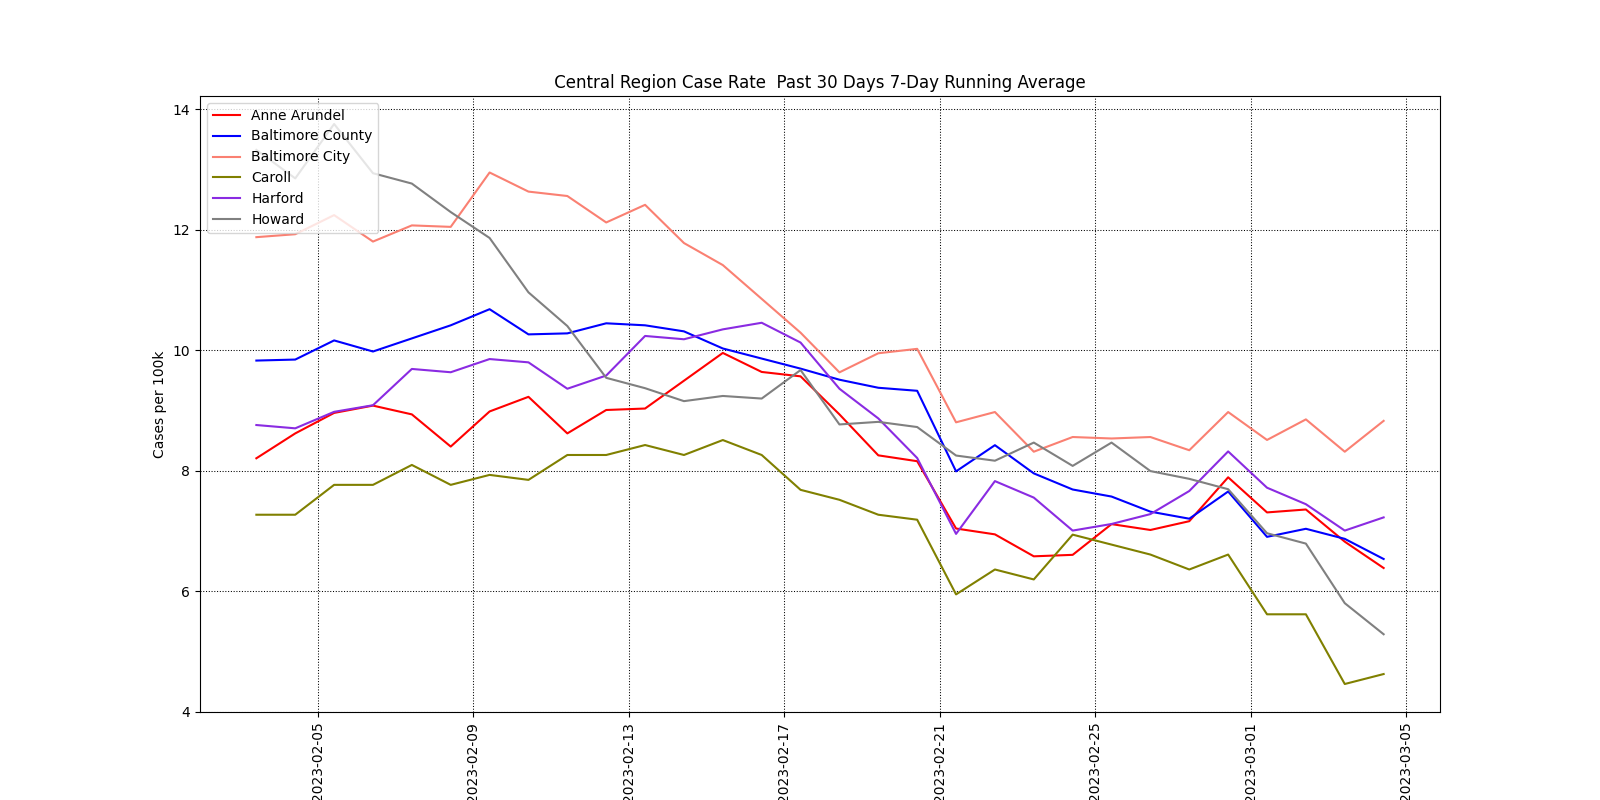 Central Region Case Rate  Past 30 Days 7-Day Running Average
Cases per 100k
14
12
10
8
6
4
Anne Arundel
Baltimore County
Baltimore City
Caroll
Harford
Howard
2023-02-05
2023-02-09
2023-02-13
2023-02-17
2023-02-21
2023-02-25
2023-03-01
2023-03-05